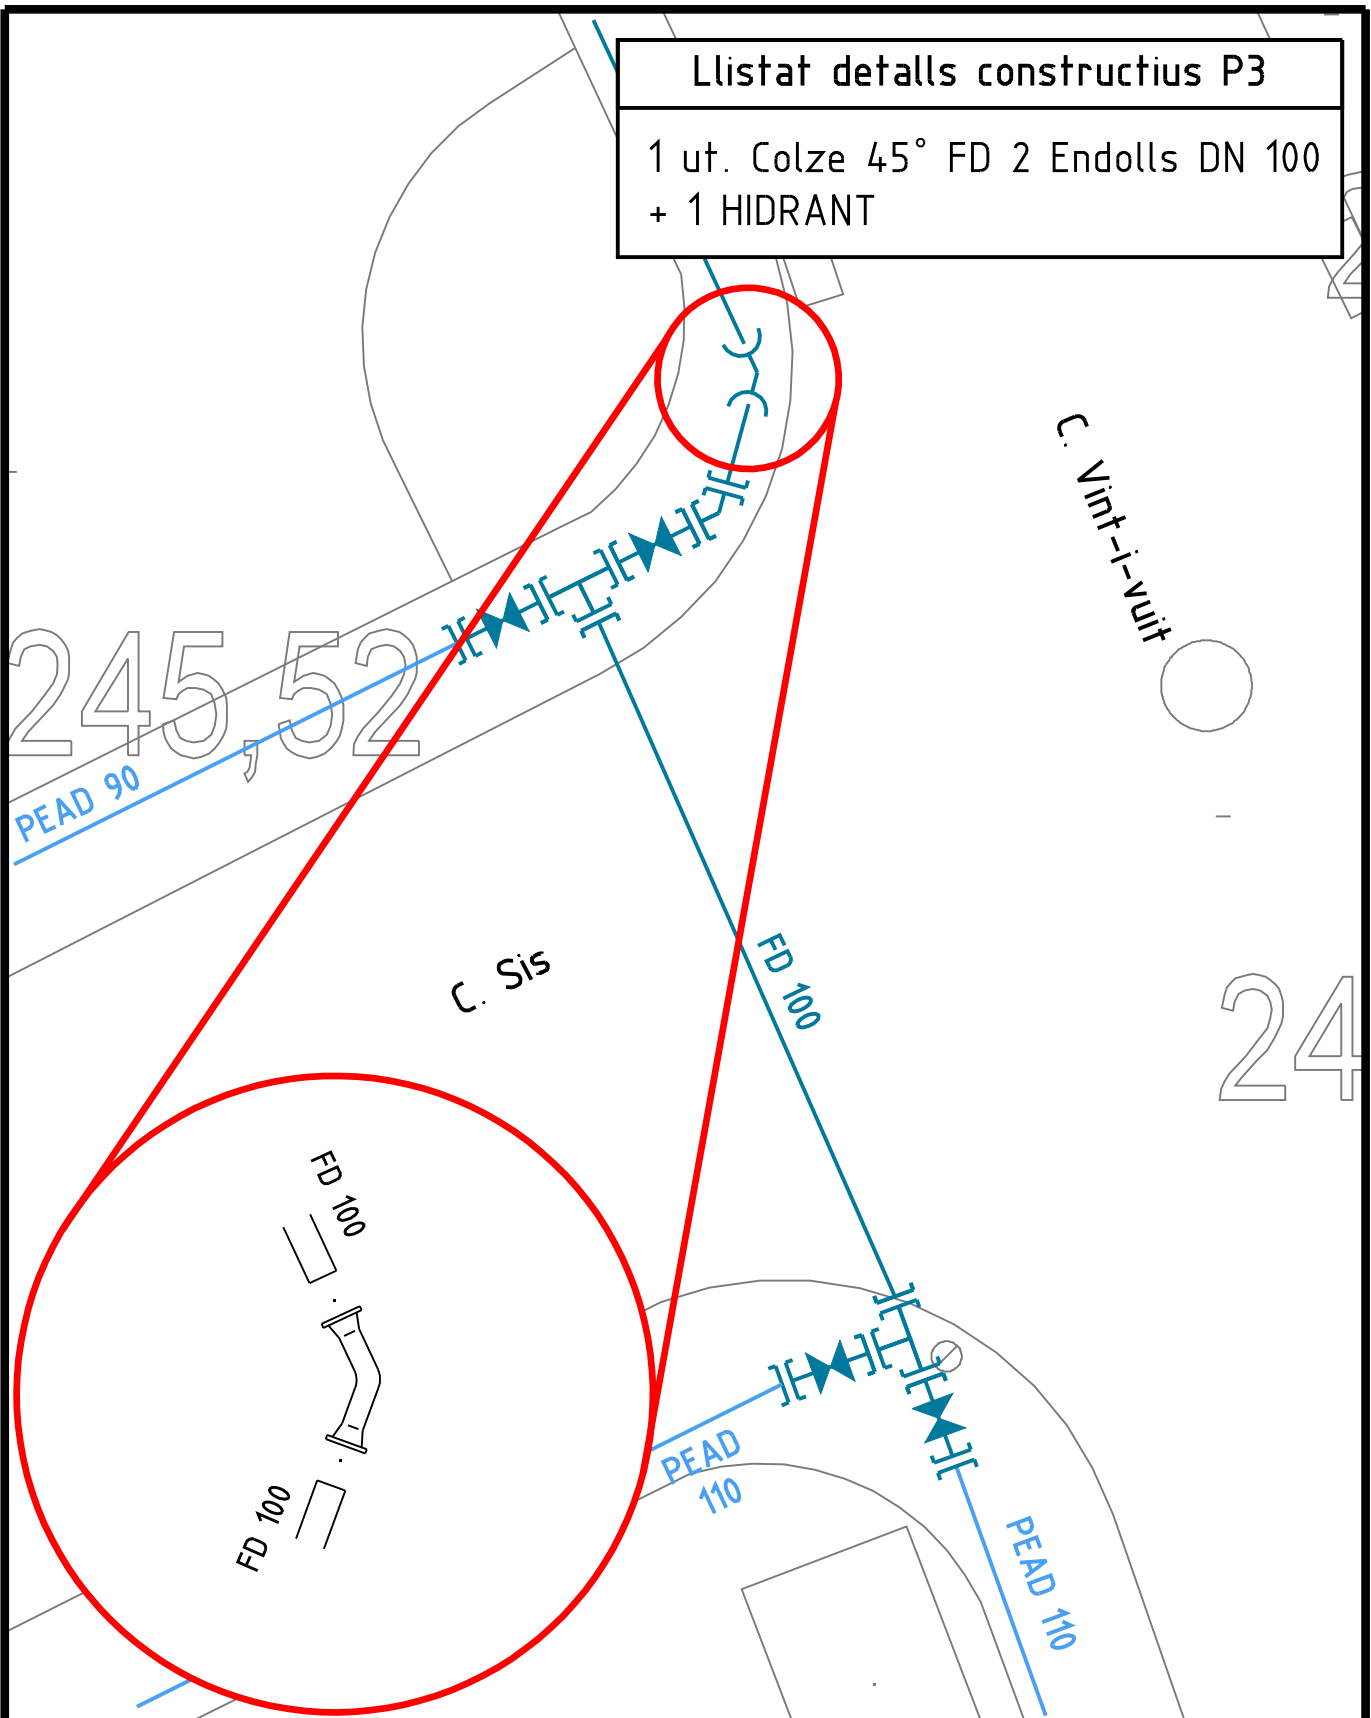 Llistat detalls constructius P3
1 ut. Colze 45° FD 2 Endolls DN 100
+ 1 HIDRANT
C. Vint-i-vuit
245,52
PEAD 90
C. Sis
FD 100
24
FD 100
FD 100
PEAD
110
PEAD 110